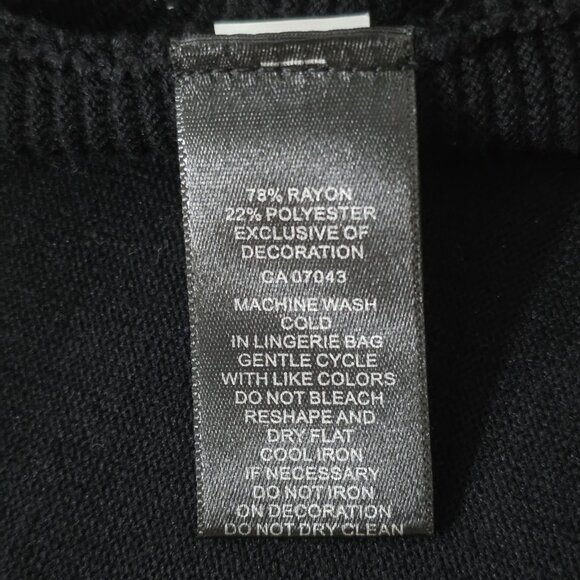 78% RAYON
22% POLYESTER
EXCLUSIVE OF
DECORATION
CA 07043
MACHINE WASH
COLD
IN LINGERIE BAG
GENTLE CYCLE
WITH LIKE COLORS
DO NOT BLEACH
RESHAPE AND
DRY FLAT
COOL IRON
IF NECESSARY
DO NOT IRON
ON DECORATION
DO NOT DRY CLEAN